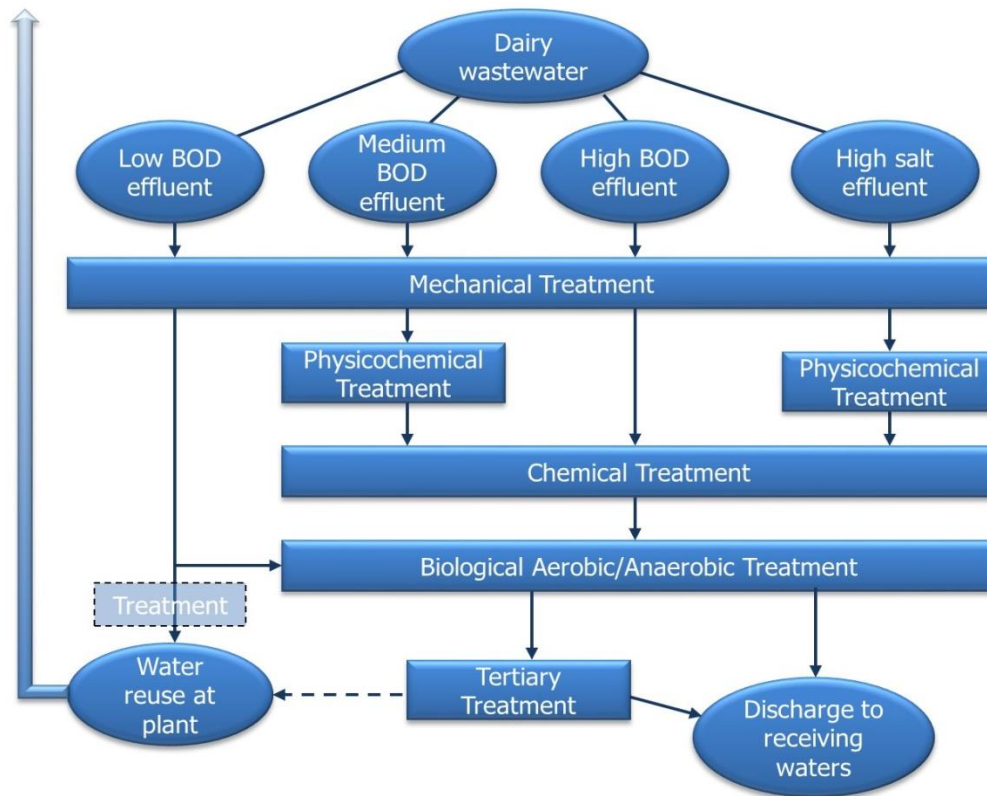 Dairy
wastewater
Low BOD
effluent
Medium
BOD
effluent
High BOD
effluent
High salt
effluent
Mechanical Treatment
Physicochemical
Treatment
Physicochemical
Treatment
Chemical Treatment
Biological Aerobic/Anaerobic Treatment
Treatment
Water
reuse at
plant
Tertiary
Treatment
Discharge to
receiving
waters